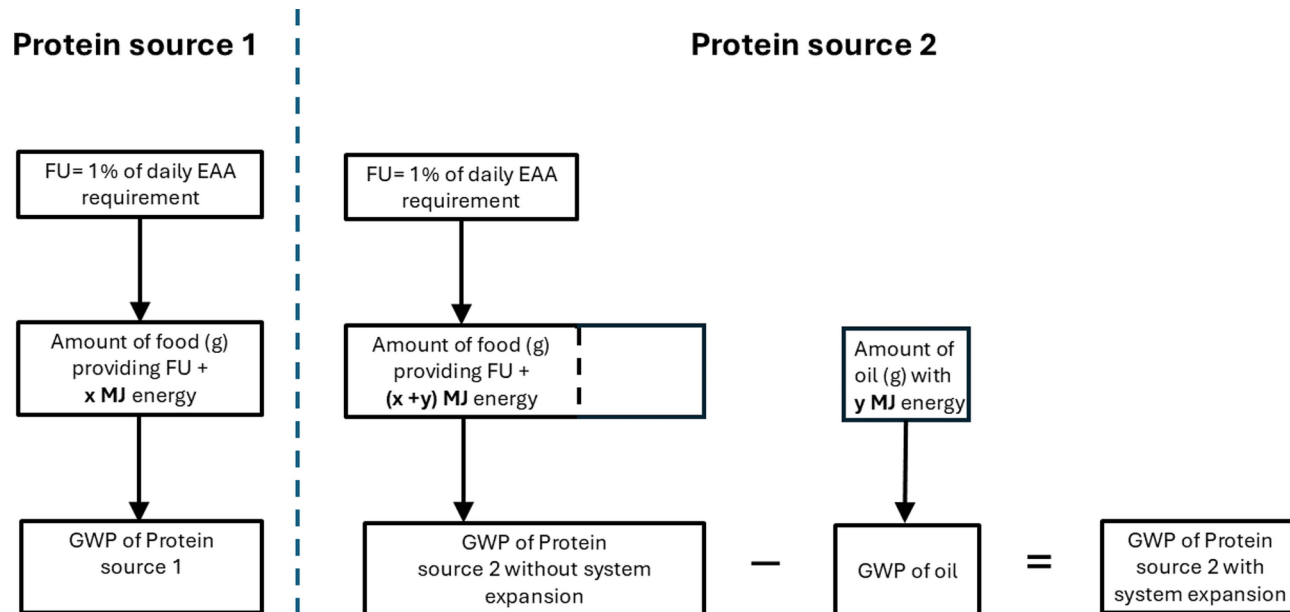 Protein source 1
Protein source 2
FU= 1% of daily EAA
requirement
FU= 1% of daily EAA
requirement
Amount of food (g)
providing FU +
x MJ energy
Amount of food (g)
providing FU +
(x +y) MJ energy
Amount of
oil (g) with
y MJ energy
GWP of Protein
source 1
GWP of Protein
source 2 without system
expansion
—
GWP of oil
=
GWP of Protein
source 2 with
system expansion